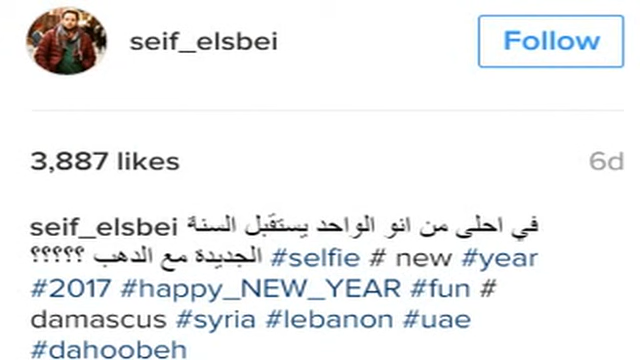 seif_elsbei
Follow
3,887 likes
6d
seif_elsbei في احلى من انو الواحد يستقبل السنة
الجديدة مع الدهب ؟؟؟؟؟ #selfie # new #year
#2017 #happy_NEW_YEAR #fun #
damascus #syria #lebanon #uae
#dahoobeh